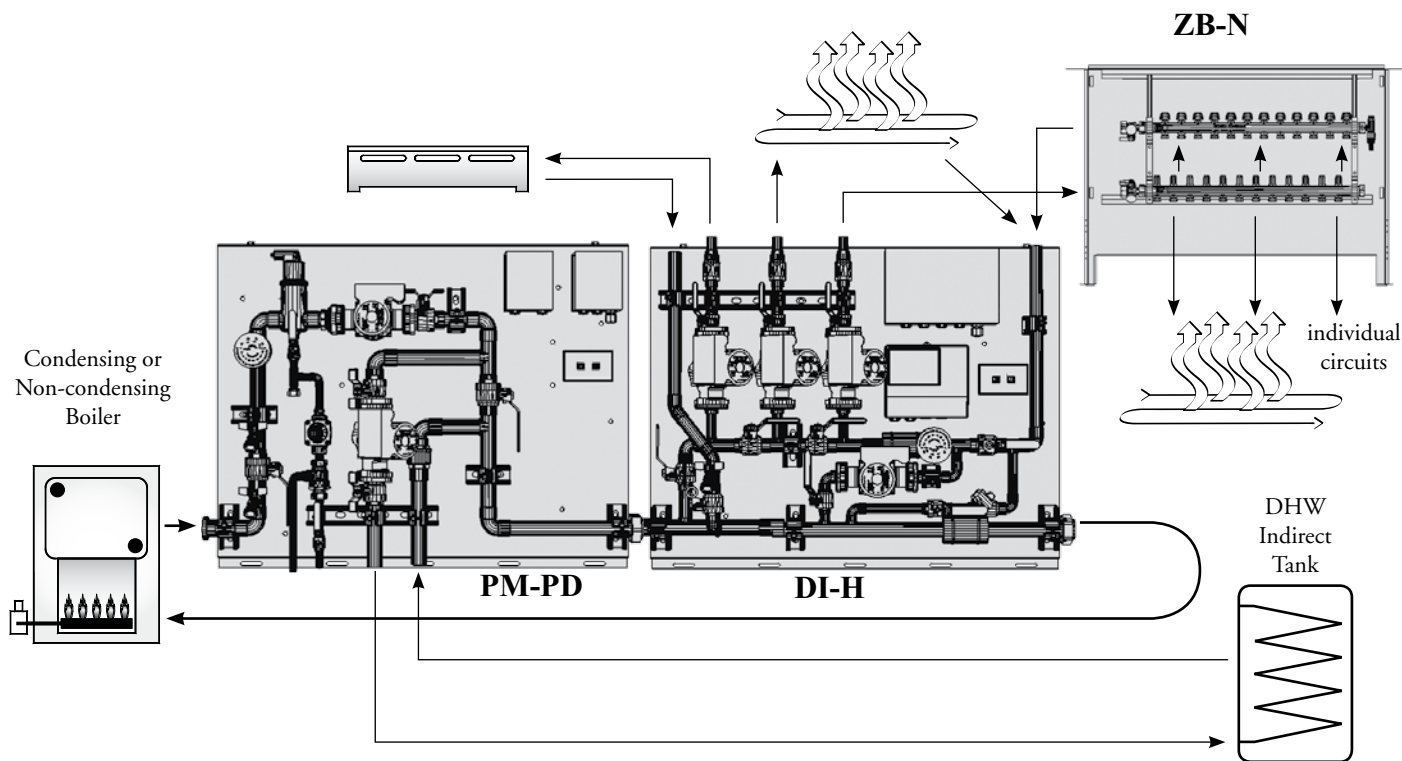 ZB-N
individual
circuits
Condensing or
Non-condensing
Boiler
PM-PD
DI-H
DHW
Indirect
Tank